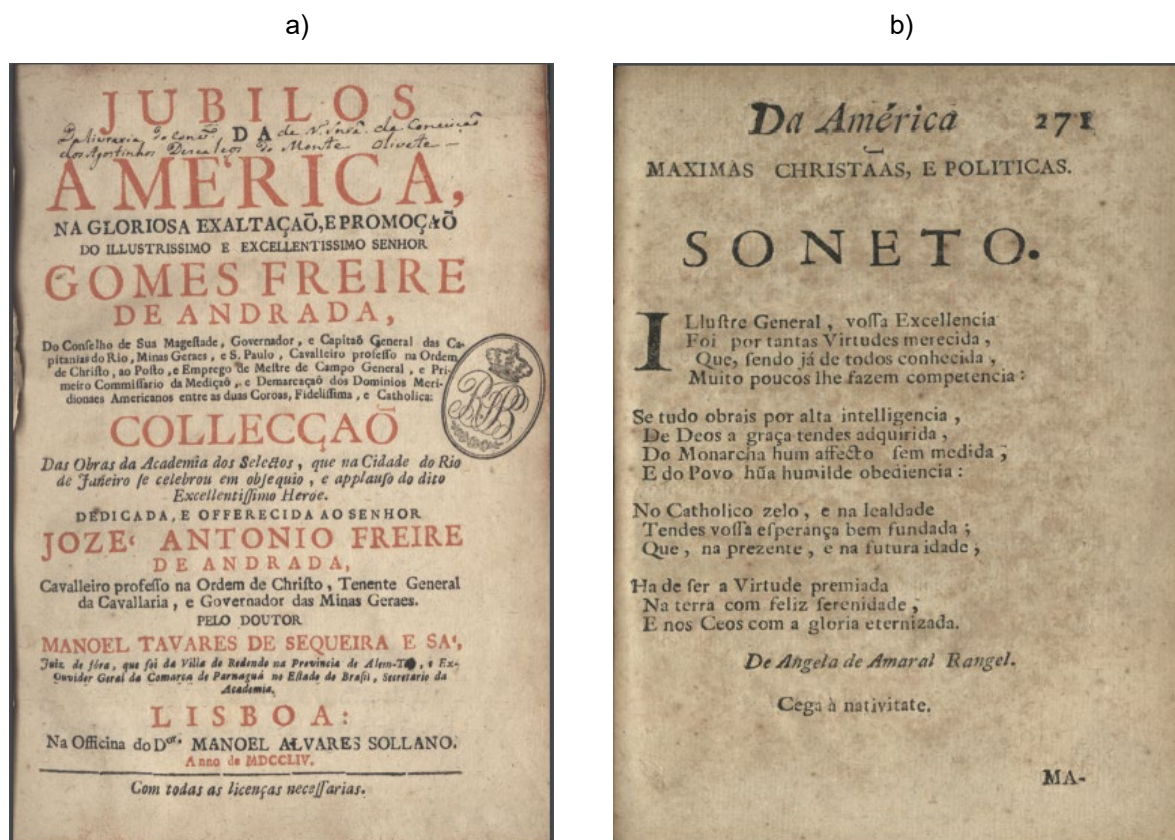 a)
JUBILOS
DA
AMERICA,
NA GLORIOSA EXALTAÇAÕ, E PROMOÇAÕ
DO ILLUSTRISSIMO E EXCELLENTISSIMO SENHOR
GOMES FREIRE
DE ANDRADA,
Do Conſelho de Sua Mageſtade, Governador, e Capitaõ General das Ca-
pitanias do Rio, Minas Geraes, e S. Paulo, Cavalleiro profeſſo na Ordem
de Chriſto, ao Poſto, e Emprego de Meſtre de Campo General, e Pri-
meiro Commiſſario da Mediçaõ, e Demarcaçaõ dos Dominios Meri-
dionaes Americanos entre as duas Coroas, Fideliſſima, e Catholica:
COLLECÇAÕ
Das Obras da Academia dos Selectos, que na Cidade do Rio
de Janeiro ſe celebrou em obſequio, e applauſo do dito
Excellentiſſimo Heroe.
DEDICADA, E OFFERECIDA AO SENHOR
JOZE' ANTONIO FREIRE
DE ANDRADA,
Cavalleiro profeſſo na Ordem de Chriſto, Tenente General
da Cavallaria, e Governador das Minas Geraes.
PELO DOUTOR
MANOEL TAVARES DE SEQUEIRA E SA',
Juiz de fóra, que foi da Villa de Redondo na Provincia de e Ex-
Ouvidor Geral da Comarca de Parnaguá no Eſtado do Braſil, Secretario da
Academia.
LISBOA:
Na Officina do Dor. MANOEL ALVARES SOLLANO.
Anno de MDCCLIV.
Com todas as licenças neceſſarias.
b)
Da América 271
MAXIMAS CHRISTÃAS, E POLITICAS.
SONETO.
ILluſtre General, voſſa Excellencia
Foi por tantas Virtudes merecida,
Que, ſendo já de todos conhecida,
Muito poucos lhe fazem competencia:
Se tudo obrais por alta intelligencia,
De Deos a graça tendes adquirida,
Do Monarcha hum affecto ſem medida;
E do Povo hũa humilde obediencia:
No Catholico zelo, e na lealdade
Tendes voſſa eſperança bem fundada;
Que, na prezente, e na futura idade,
Ha de ſer a Virtude premiada
Na terra com feliz ſerenidade,
E nos Ceos com a gloria eternizada.
De Angela de Amaral Rangel.
Cega à nativitate.
MA-